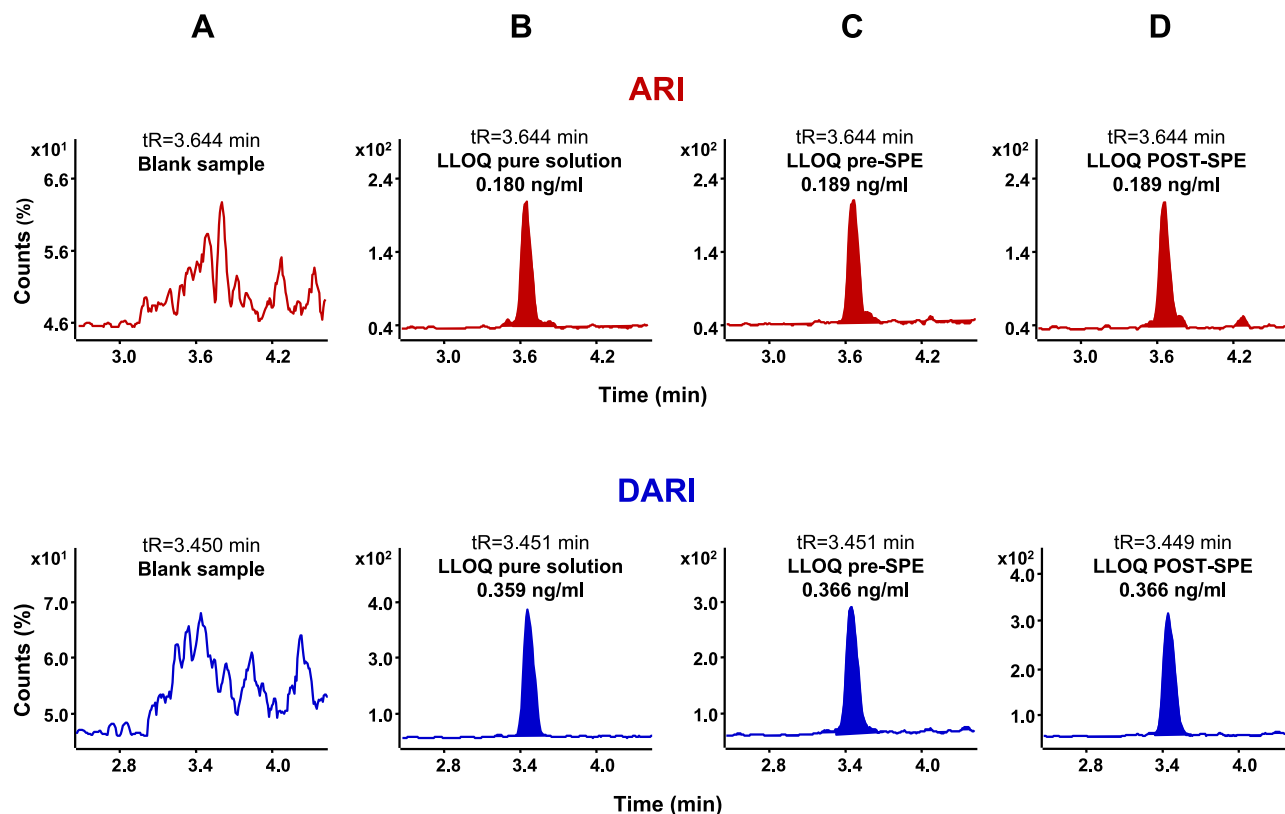 A B C D
ARI
tR=3.644 min
Blank sample
x10¹
6.6
5.6
4.6
Counts (%)
3.0 3.6 4.2
tR=3.644 min
LLOQ pure solution
0.180 ng/ml
x10²
2.4
1.4
0.4
3.0 3.6 4.2
tR=3.644 min
LLOQ pre-SPE
0.189 ng/ml
x10²
2.4
1.4
0.4
3.0 3.6 4.2
tR=3.644 min
LLOQ POST-SPE
0.189 ng/ml
x10²
2.4
1.4
0.4
3.0 3.6 4.2
Time (min)
DARI
tR=3.450 min
Blank sample
x10¹
7.0
6.0
5.0
Counts (%)
2.8 3.4 4.0
tR=3.451 min
LLOQ pure solution
0.359 ng/ml
x10²
4.0
3.0
1.0
2.8 3.4 4.0
tR=3.451 min
LLOQ pre-SPE
0.366 ng/ml
x10²
3.0
2.0
1.0
2.8 3.4 4.0
tR=3.449 min
LLOQ POST-SPE
0.366 ng/ml
x10²
4.0
3.0
2.0
1.0
2.8 3.4 4.0
Time (min)